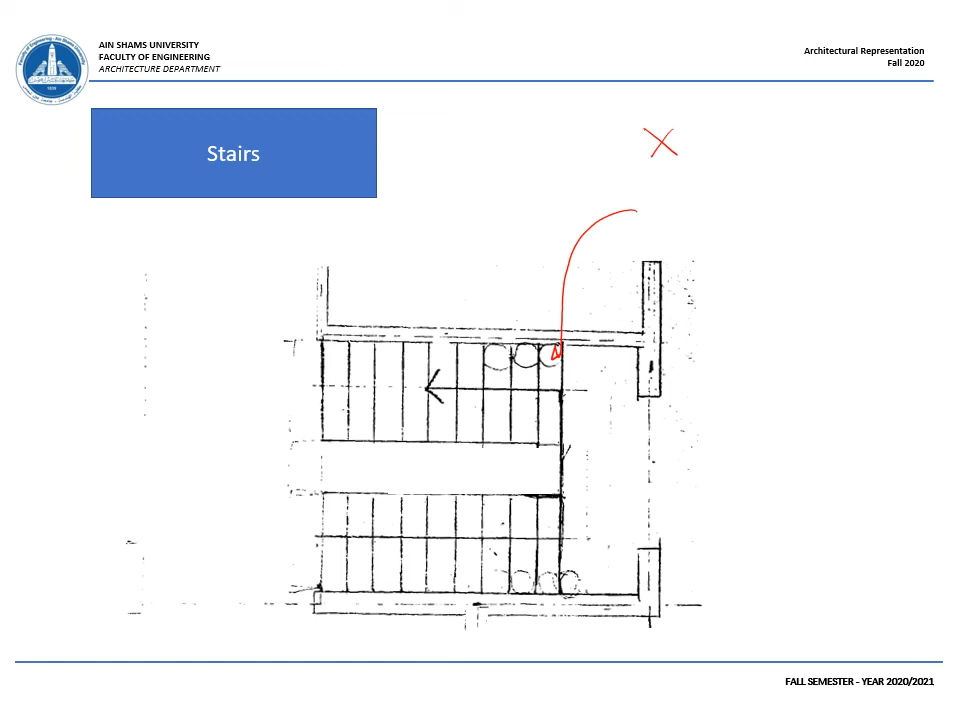 AIN SHAMS UNIVERSITY
FACULTY OF ENGINEERING
ARCHITECTURE DEPARTMENT
Architectural Representation
Fall 2020
Stairs
FALL SEMESTER - YEAR 2020/2021